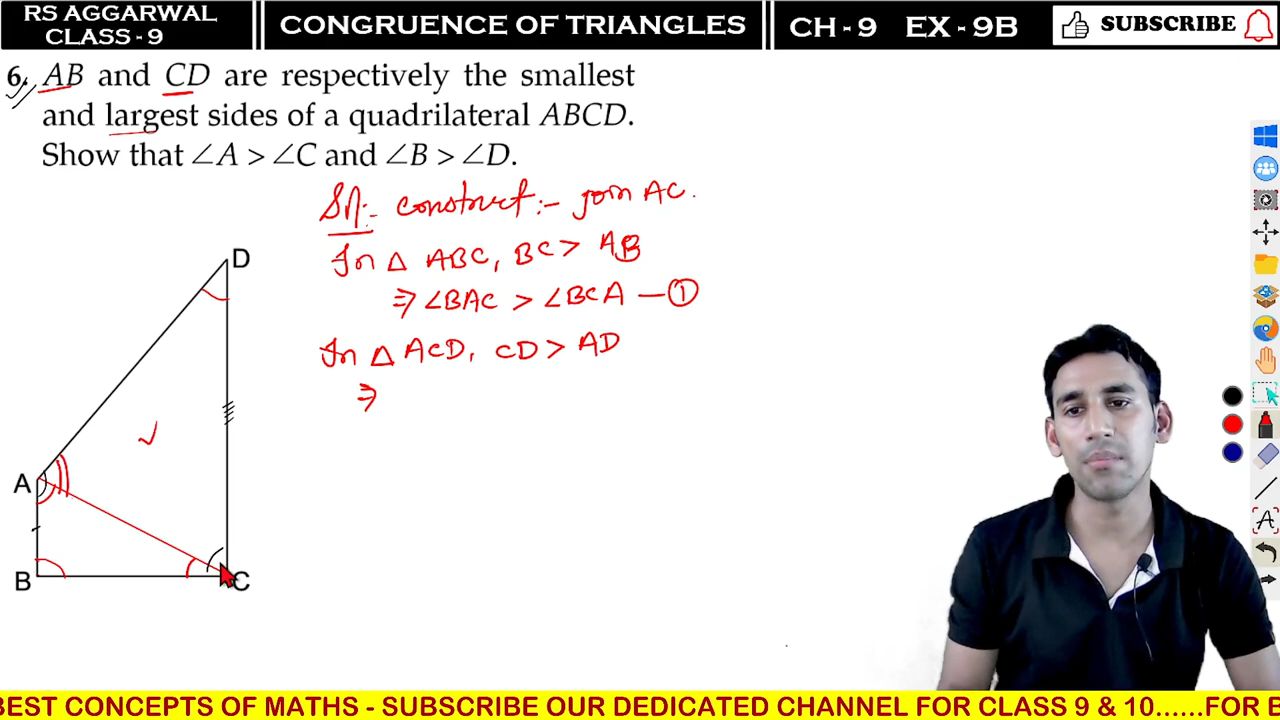 RS AGGARWAL
CLASS - 9
CONGRUENCE OF TRIANGLES
CH - 9 EX - 9B
SUBSCRIBE
6. AB and CD are respectively the smallest
and largest sides of a quadrilateral ABCD.
Show that ∠A > ∠C and ∠B > ∠D.
Sol:- construct:- join AC.
In △ ABC, BC > AB
⇒ ∠BAC > ∠BCA — ①
In △ ACD, CD > AD
⇒
D
A
B
C
A
BEST CONCEPTS OF MATHS - SUBSCRIBE OUR DEDICATED CHANNEL FOR CLASS 9 & 10......FOR B